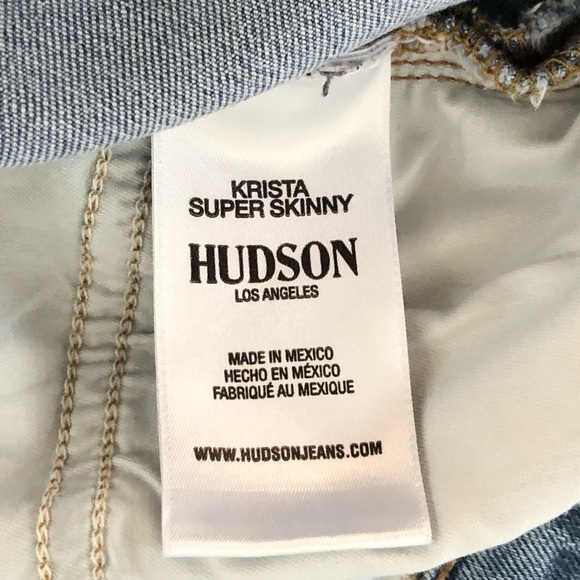 KRISTA
SUPER SKINNY
HUDSON
LOS ANGELES
MADE IN MEXICO
HECHO EN MÉXICO
FABRIQUÉ AU MEXIQUE
WWW.HUDSONJEANS.COM